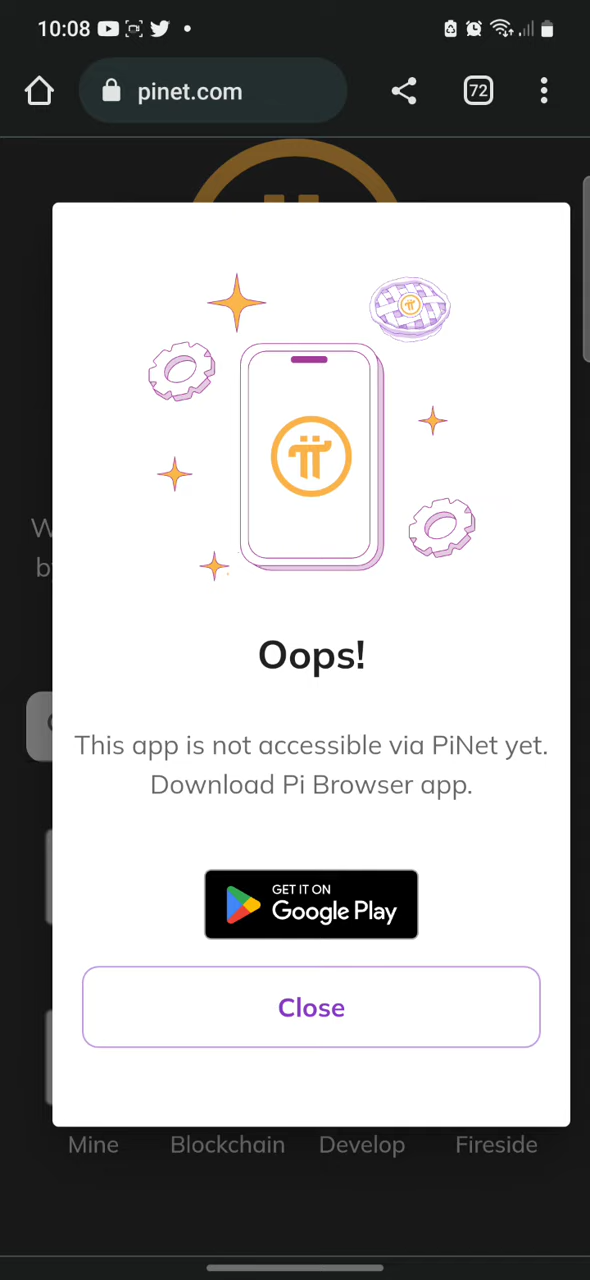 10:08
pinet.com
72
Oops!
This app is not accessible via PiNet yet.
Download Pi Browser app.
GET IT ON
Google Play
Close
Mine Blockchain Develop Fireside